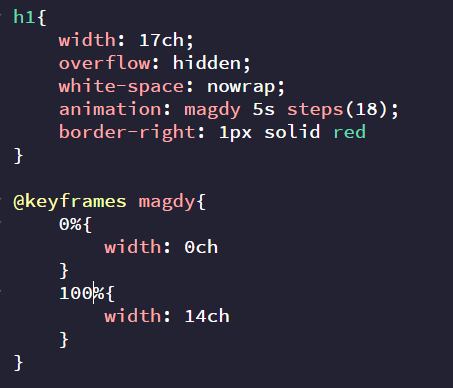 h1{
    width: 17ch;
    overflow: hidden;
    white-space: nowrap;
    animation: magdy 5s steps(18);
    border-right: 1px solid red
}

@keyframes magdy{
    0%{
        width: 0ch
    }
    100%{
        width: 14ch
    }
}